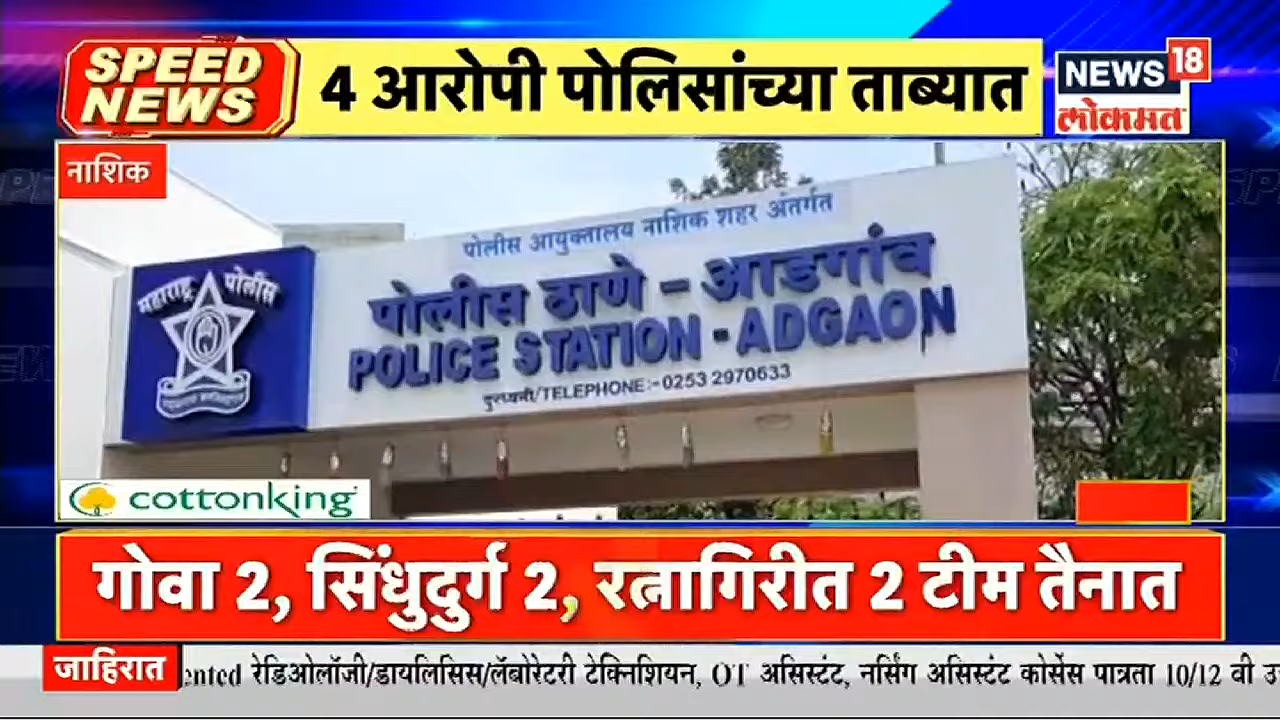 SPEED
NEWS
4 आरोपी पोलिसांच्या ताब्यात
NEWS 18
लोकमत
नाशिक
पोलीस आयुक्तालय नाशिक शहर अंतर्गत
महाराष्ट्र पोलीस
पोलीस ठाणे - आडगांव
POLICE STATION - ADGAON
दुरध्वनी/TELEPHONE:- 0253 2970633
cottonking
गोवा 2, सिंधुदुर्ग 2, रत्नागिरीत 2 टीम तैनात
जाहिरात
ented रेडिओलॉजी/डायलिसिस/लॅबोरेटरी टेक्निशियन, OT असिस्टंट, नर्सिंग असिस्टंट कोर्सेस पात्रता 10/12 वी